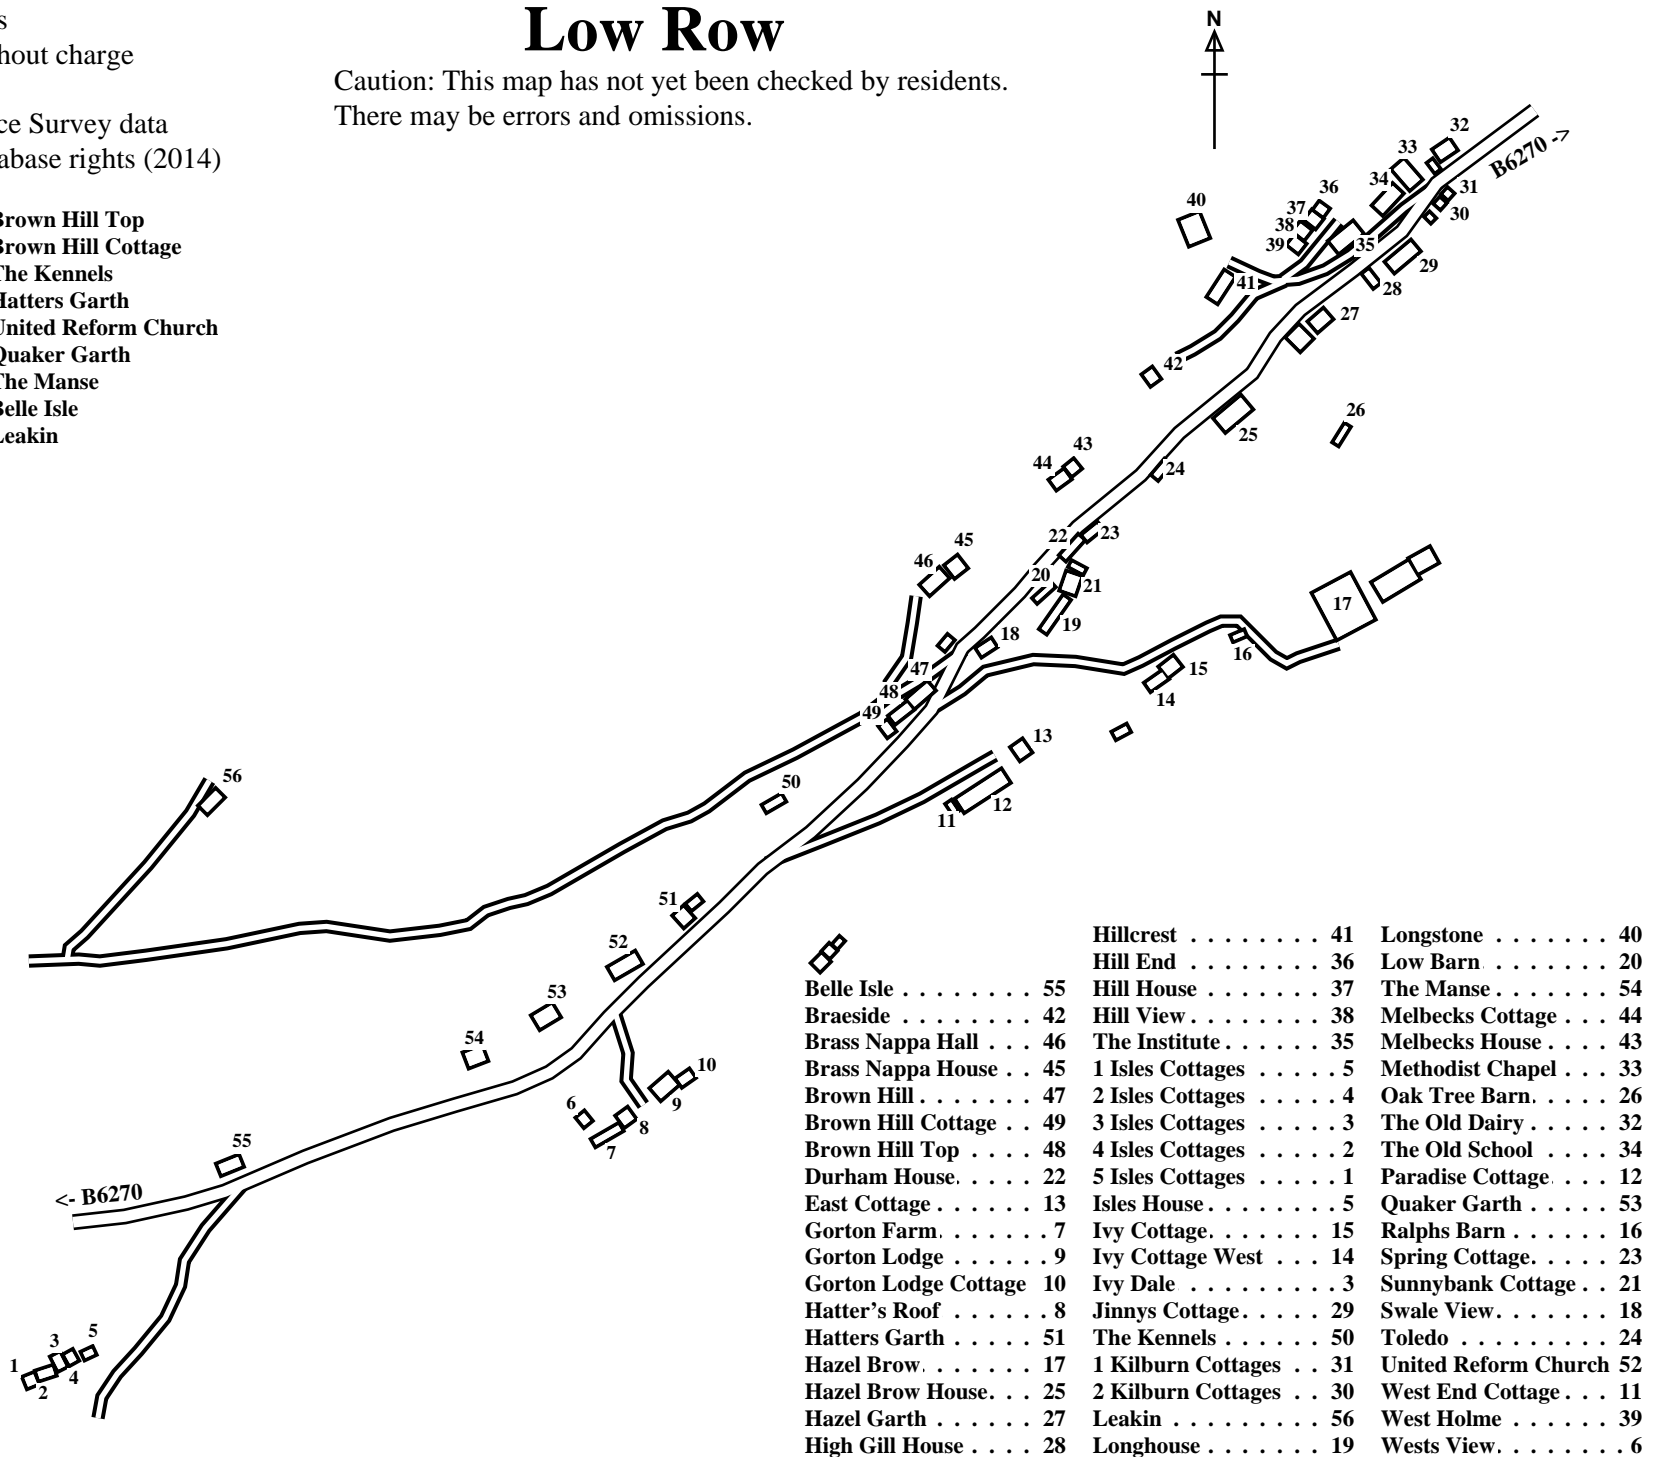 Low Row
Caution: This map has not yet been checked by residents.
There may be errors and omissions.
s
hout charge
ce Survey data
abase rights (2014)
Brown Hill Top
Brown Hill Cottage
The Kennels
Hatters Garth
United Reform Church
Quaker Garth
The Manse
Belle Isle
Leakin
N
B6270 ->
32
33
31
34
30
36
37
38
39
35
40
29
41
28
27
42
26
25
43
44
24
22
23
45
46
20
21
19
17
18
16
47
15
48
14
49
13
50
12
11
56
51
52
53
54
10
9
6
8
7
55
<- B6270
5
3
1
4
2
Belle Isle . . . . . . . . 55
Braeside . . . . . . . . 42
Brass Nappa Hall . . . 46
Brass Nappa House . . 45
Brown Hill . . . . . . . 47
Brown Hill Cottage . . 49
Brown Hill Top . . . . 48
Durham House. . . . . 22
East Cottage . . . . . . 13
Gorton Farm. . . . . . . 7
Gorton Lodge . . . . . . 9
Gorton Lodge Cottage 10
Hatter's Roof . . . . . . 8
Hatters Garth . . . . . 51
Hazel Brow. . . . . . . 17
Hazel Brow House. . . 25
Hazel Garth . . . . . . 27
High Gill House . . . . 28
Hillcrest . . . . . . . . 41
Hill End . . . . . . . . 36
Hill House . . . . . . . 37
Hill View. . . . . . . . 38
The Institute . . . . . . 35
1 Isles Cottages . . . . . 5
2 Isles Cottages . . . . . 4
3 Isles Cottages . . . . . 3
4 Isles Cottages . . . . . 2
5 Isles Cottages . . . . . 1
Isles House . . . . . . . . 5
Ivy Cottage. . . . . . . 15
Ivy Cottage West . . . 14
Ivy Dale . . . . . . . . . . 3
Jinnys Cottage. . . . . 29
The Kennels . . . . . . 50
1 Kilburn Cottages . . 31
2 Kilburn Cottages . . 30
Leakin . . . . . . . . . 56
Longhouse . . . . . . . 19
Longstone . . . . . . . 40
Low Barn . . . . . . . 20
The Manse . . . . . . . 54
Melbecks Cottage . . . 44
Melbecks House . . . . 43
Methodist Chapel . . . 33
Oak Tree Barn. . . . . 26
The Old Dairy . . . . . 32
The Old School . . . . 34
Paradise Cottage. . . . 12
Quaker Garth . . . . . 53
Ralphs Barn . . . . . . 16
Spring Cottage. . . . . 23
Sunnybank Cottage . . 21
Swale View. . . . . . . 18
Toledo . . . . . . . . . 24
United Reform Church 52
West End Cottage . . . 11
West Holme . . . . . . 39
Wests View. . . . . . . . 6